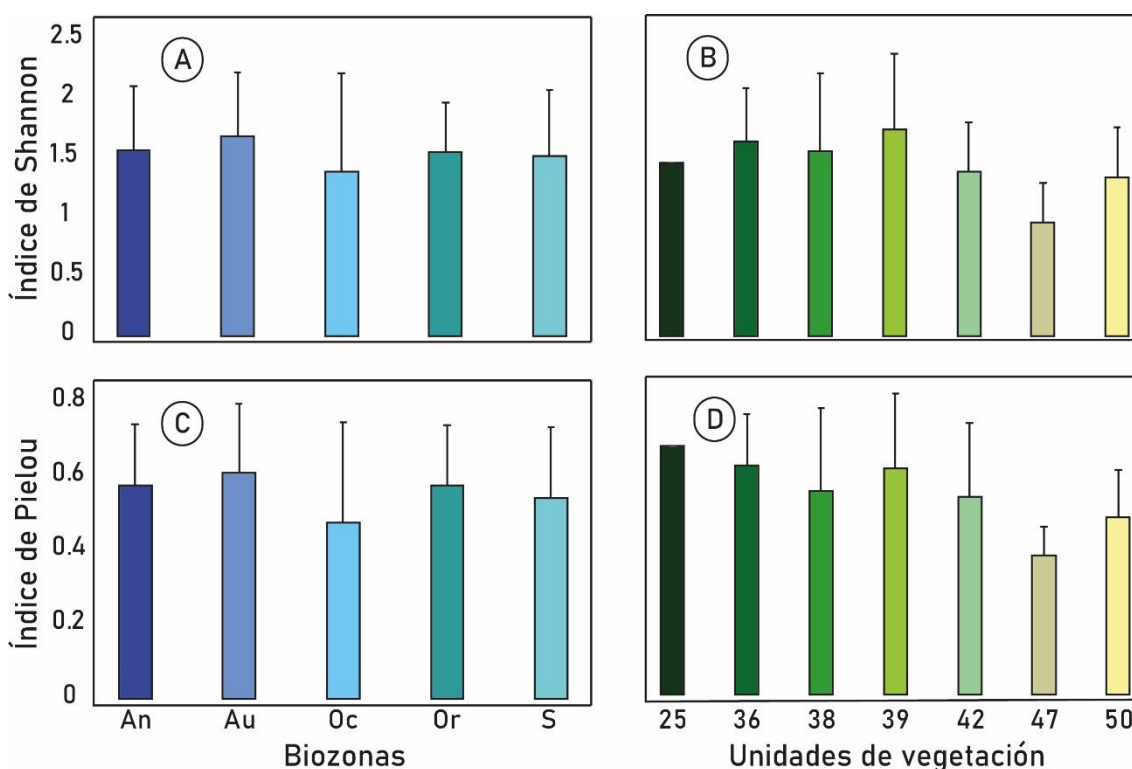 Índice de Shannon
2.5
2
1.5
1
0.5
0
A
B
Índice de Pielou
0.8
0.6
0.4
0.2
0
C
D
An Au Oc Or S
Biozonas
25 36 38 39 42 47 50
Unidades de vegetación